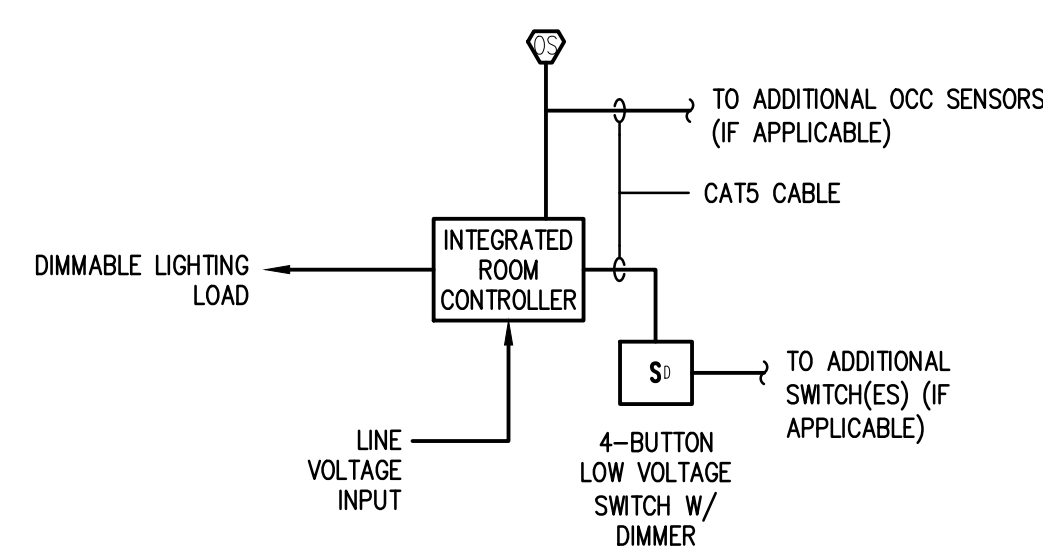 OS
TO ADDITIONAL OCC SENSORS
(IF APPLICABLE)
CAT5 CABLE
INTEGRATED
ROOM
CONTROLLER
DIMMABLE LIGHTING
LOAD
SD
TO ADDITIONAL
SWITCH(ES) (IF
APPLICABLE)
LINE
VOLTAGE
INPUT
4-BUTTON
LOW VOLTAGE
SWITCH W/
DIMMER